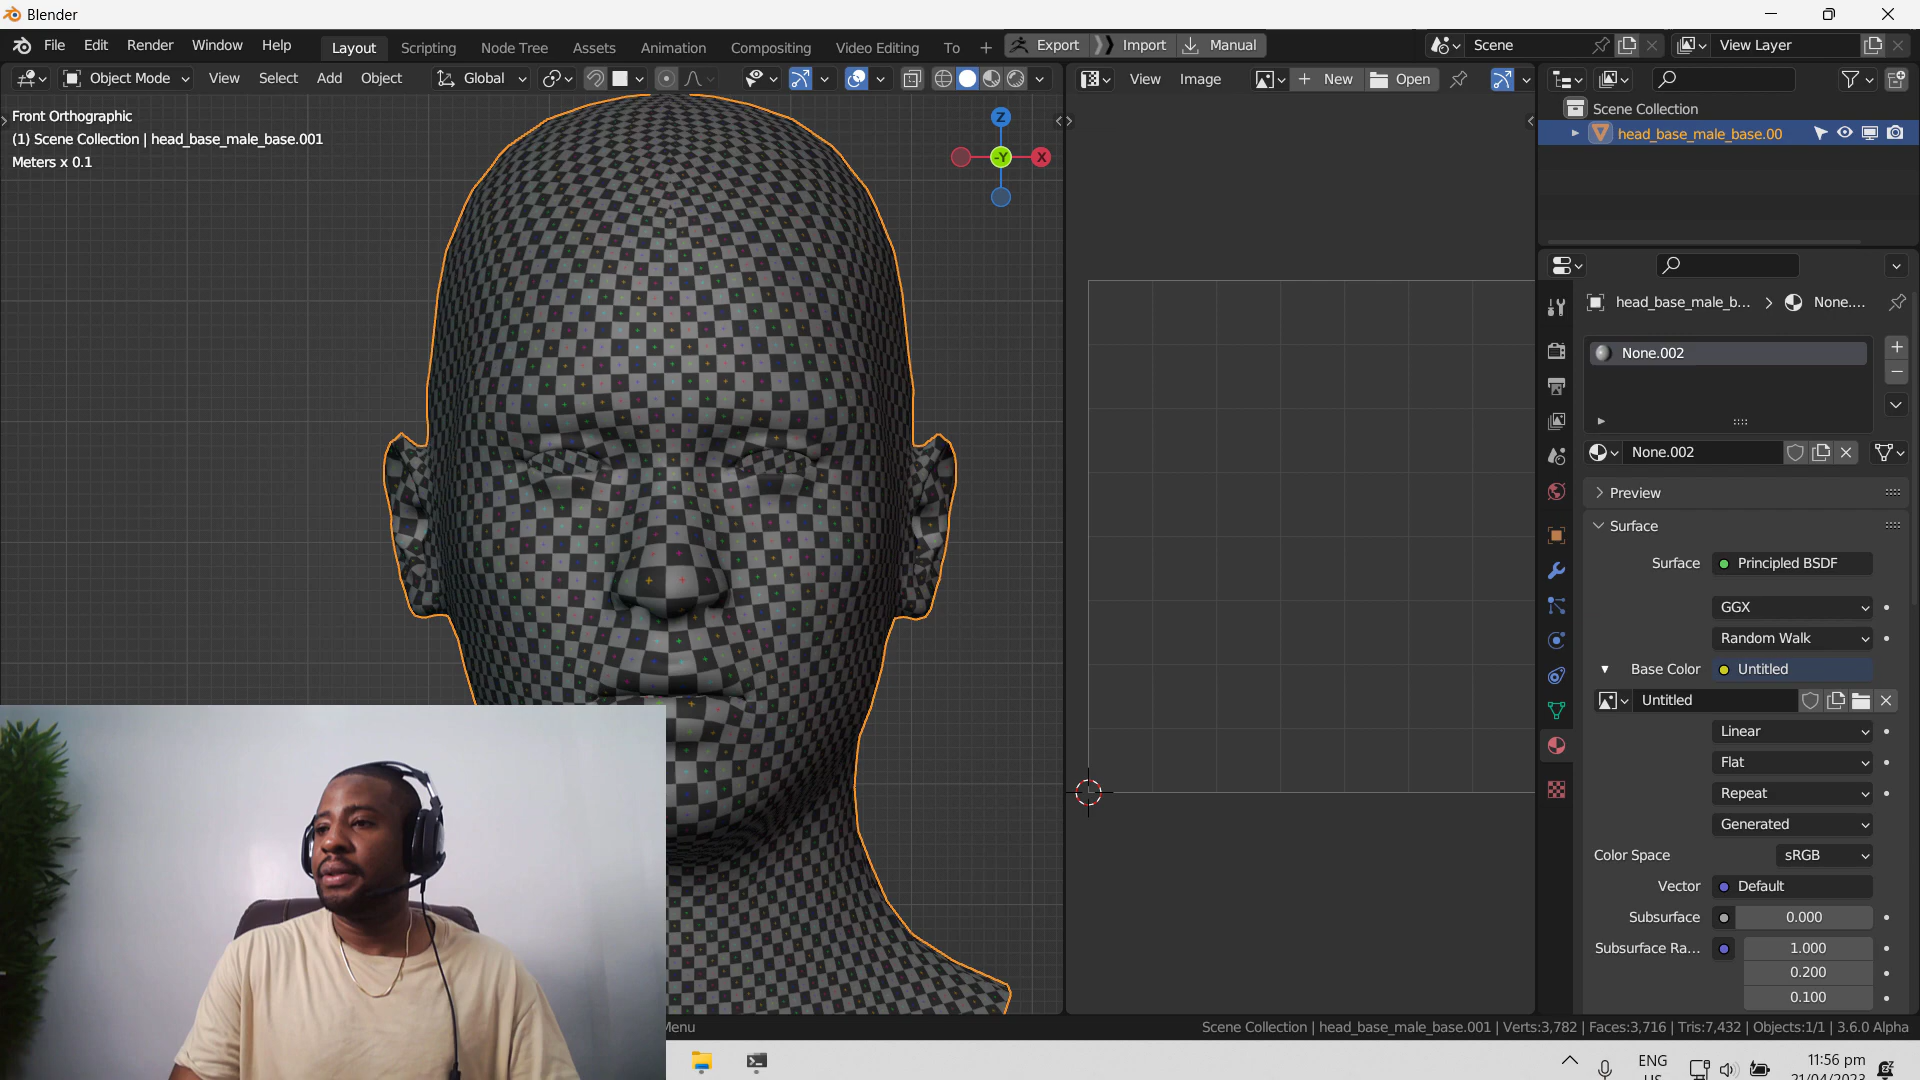 Blender
File Edit Render Window Help Layout Scripting Node Tree Assets Animation Compositing Video Editing To Export Import Manual Scene View Layer
Object Mode View Select Add Object Global View Image New Open
Front Orthographic
(1) Scene Collection | head_base_male_base.001
Meters x 0.1
Z
-Y X
Scene Collection
head_base_male_base.00
head_base_male_b... None....
None.002
None.002
Preview
Surface
Surface Principled BSDF
GGX
Random Walk
Base Color Untitled
Untitled
Linear
Flat
Repeat
Generated
Color Space sRGB
Vector Default
Subsurface 0.000
Subsurface Ra... 1.000
0.200
0.100
Menu Scene Collection | head_base_male_base.001 | Verts:3,782 | Faces:3,716 | Tris:7,432 | Objects:1/1 | 3.6.0 Alpha
ENG 11:56 pm
US 21/04/2023